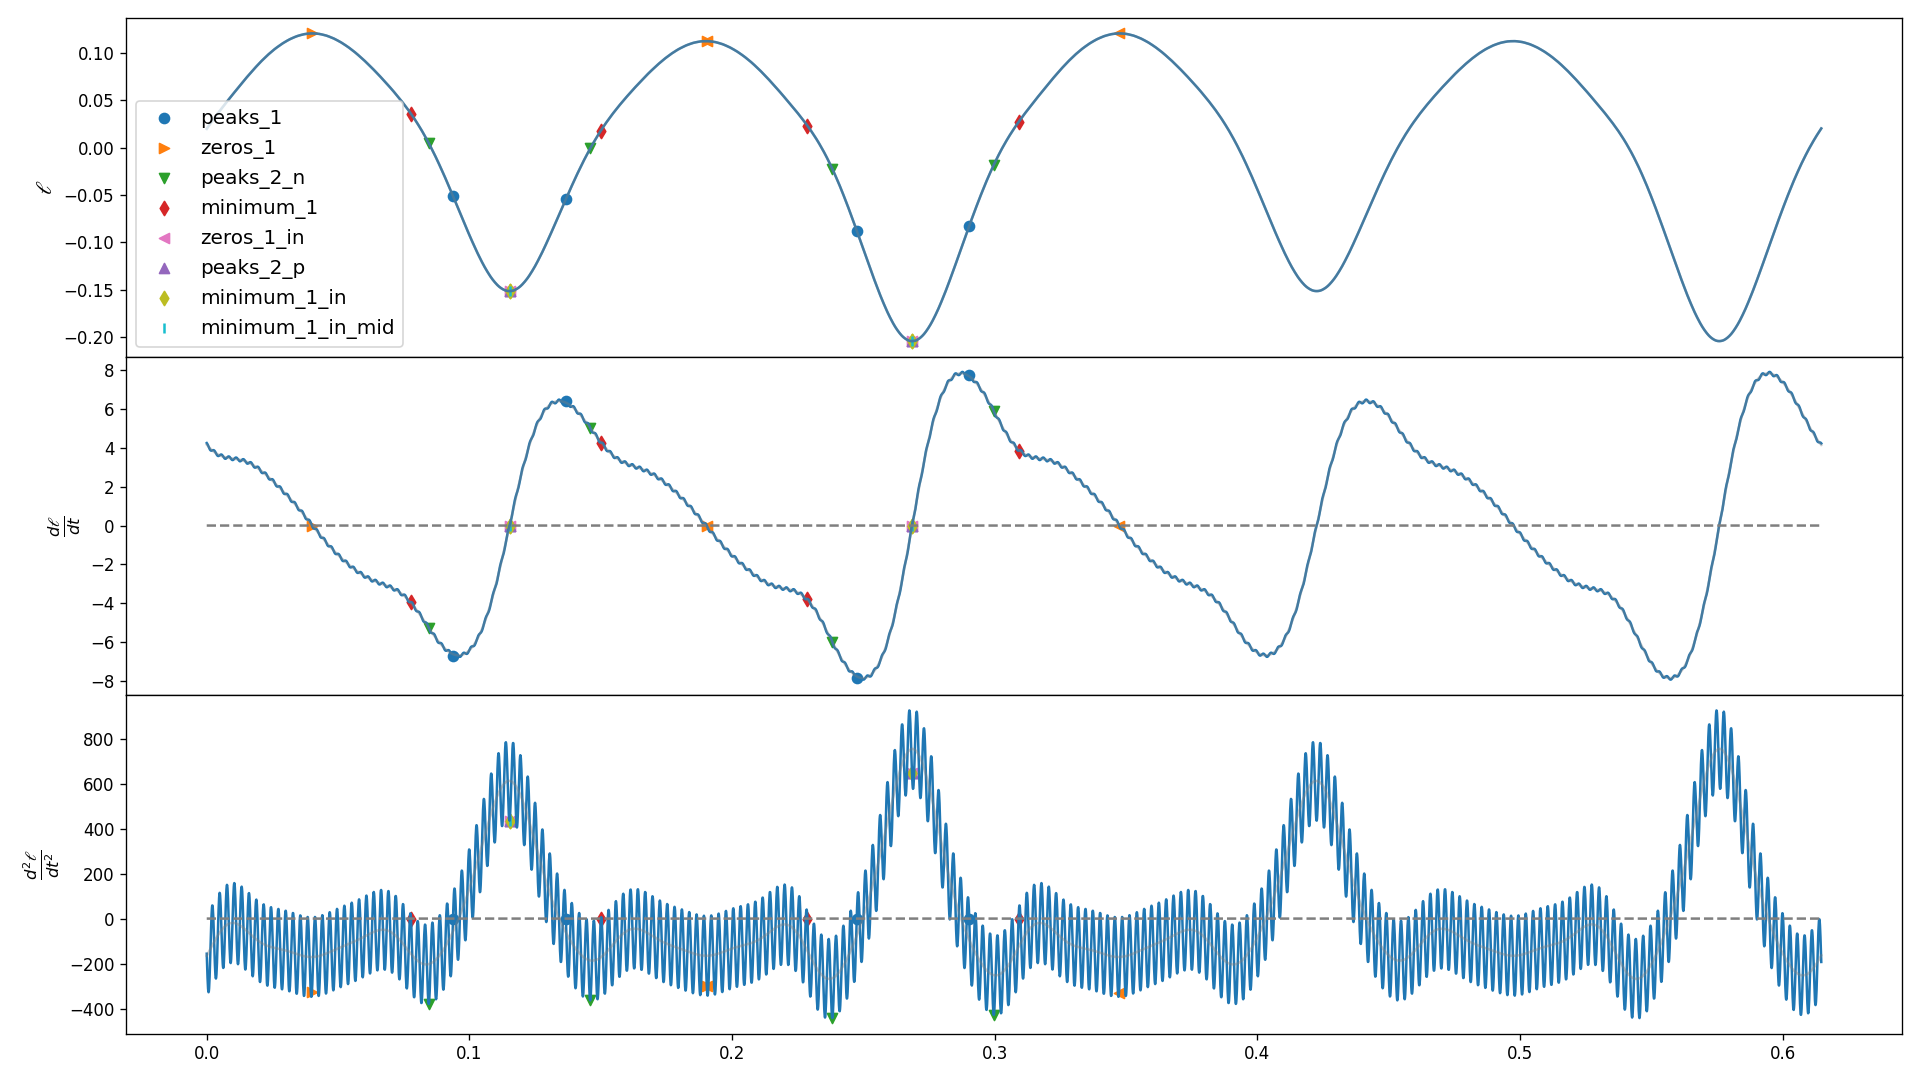 0.10
0.05
0.00
−0.05
−0.10
−0.15
−0.20
ℓ
peaks_1
zeros_1
peaks_2_n
minimum_1
zeros_1_in
peaks_2_p
minimum_1_in
minimum_1_in_mid
8
6
4
2
0
−2
−4
−6
−8
dℓ
dt
800
600
400
200
0
−200
−400
d²ℓ
dt²
0.0 0.1 0.2 0.3 0.4 0.5 0.6